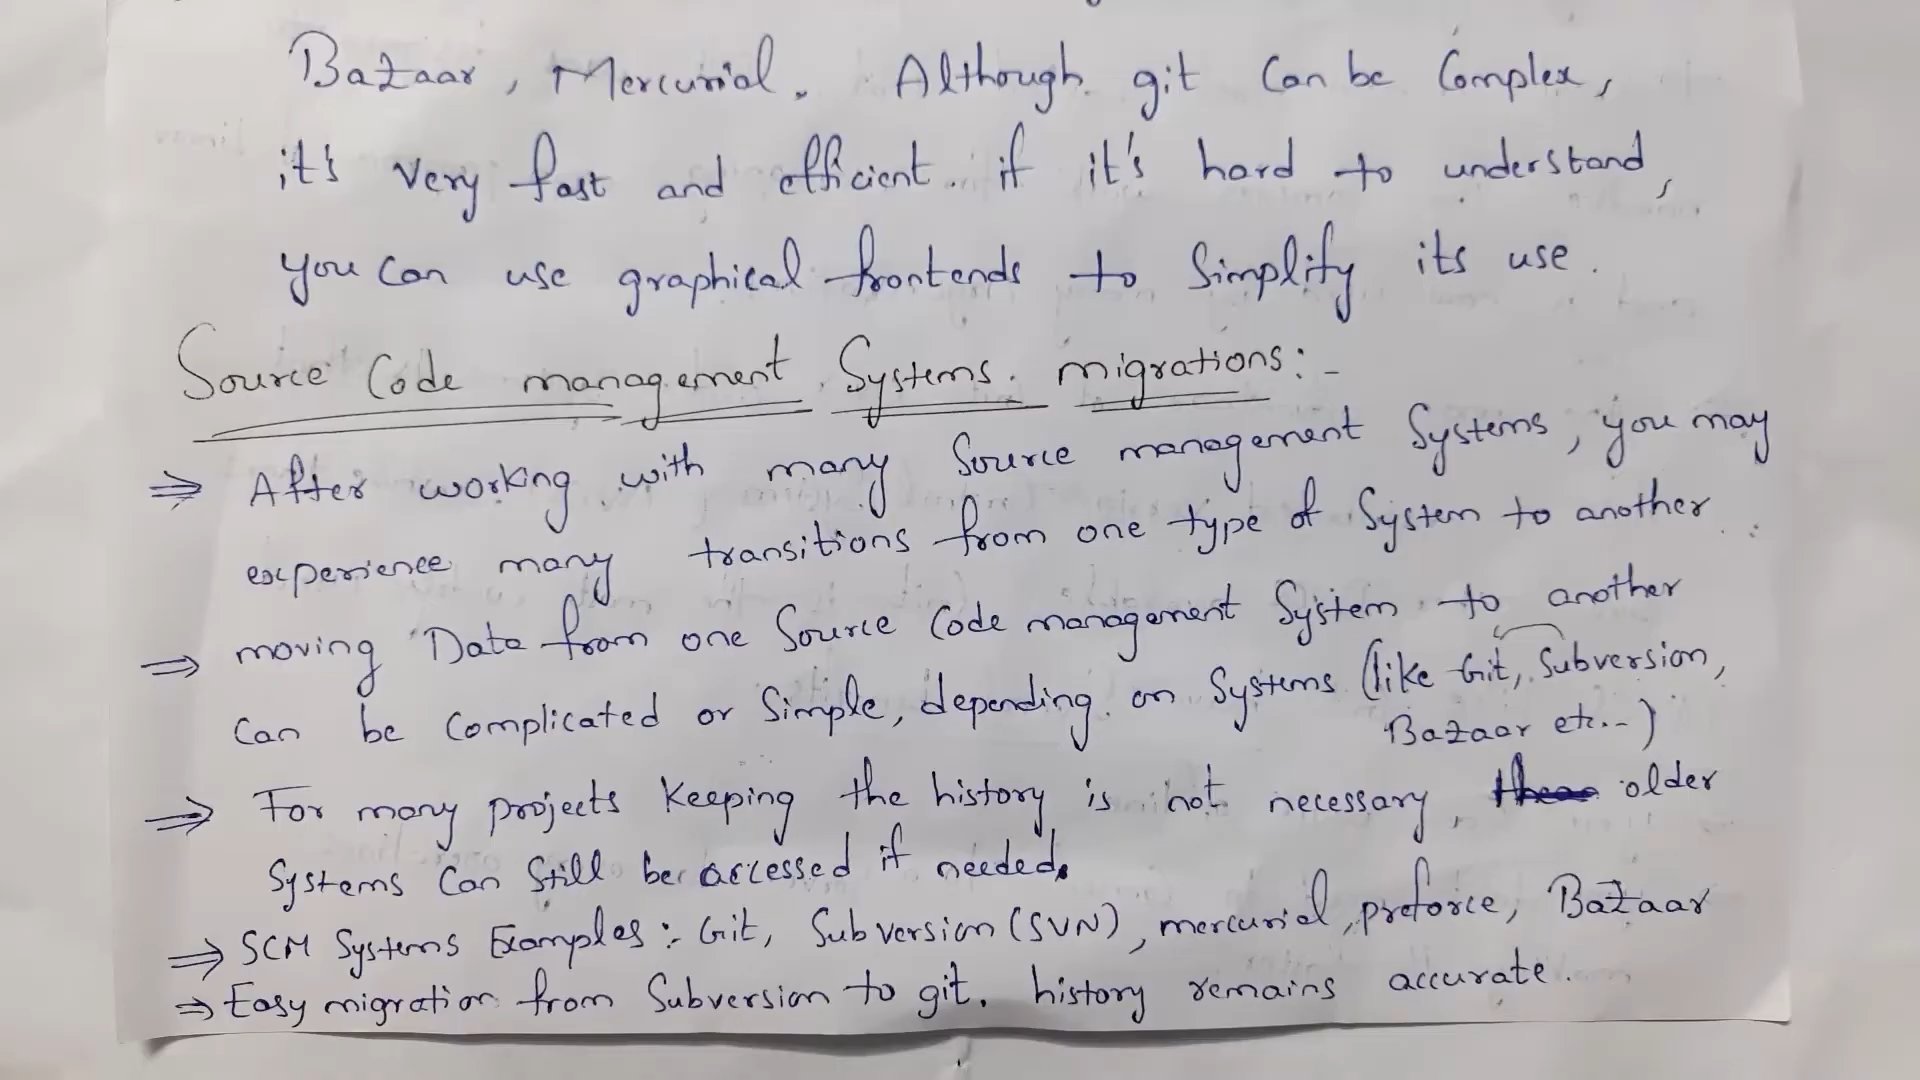 Bazaar, Mercurial. Although git can be complex,
it's very fast and efficient. if it's hard to understand,
you can use graphical frontends to simplify its use.
Source Code management Systems migrations:-
⇒ After working with many source management systems, you may
experience many transitions from one type of system to another
⇒ moving Data from one source code management system to another
can be complicated or simple, depending on systems (like Git, Subversion,
Bazaar etc..-)
⇒ For many projects keeping the history is not necessary, older
systems can still be accessed if needed.
⇒ SCM Systems Examples:- Git, Subversion (SVN), mercurial, preforce, Bazaar
⇒ Easy migration from Subversion to git. history remains accurate.